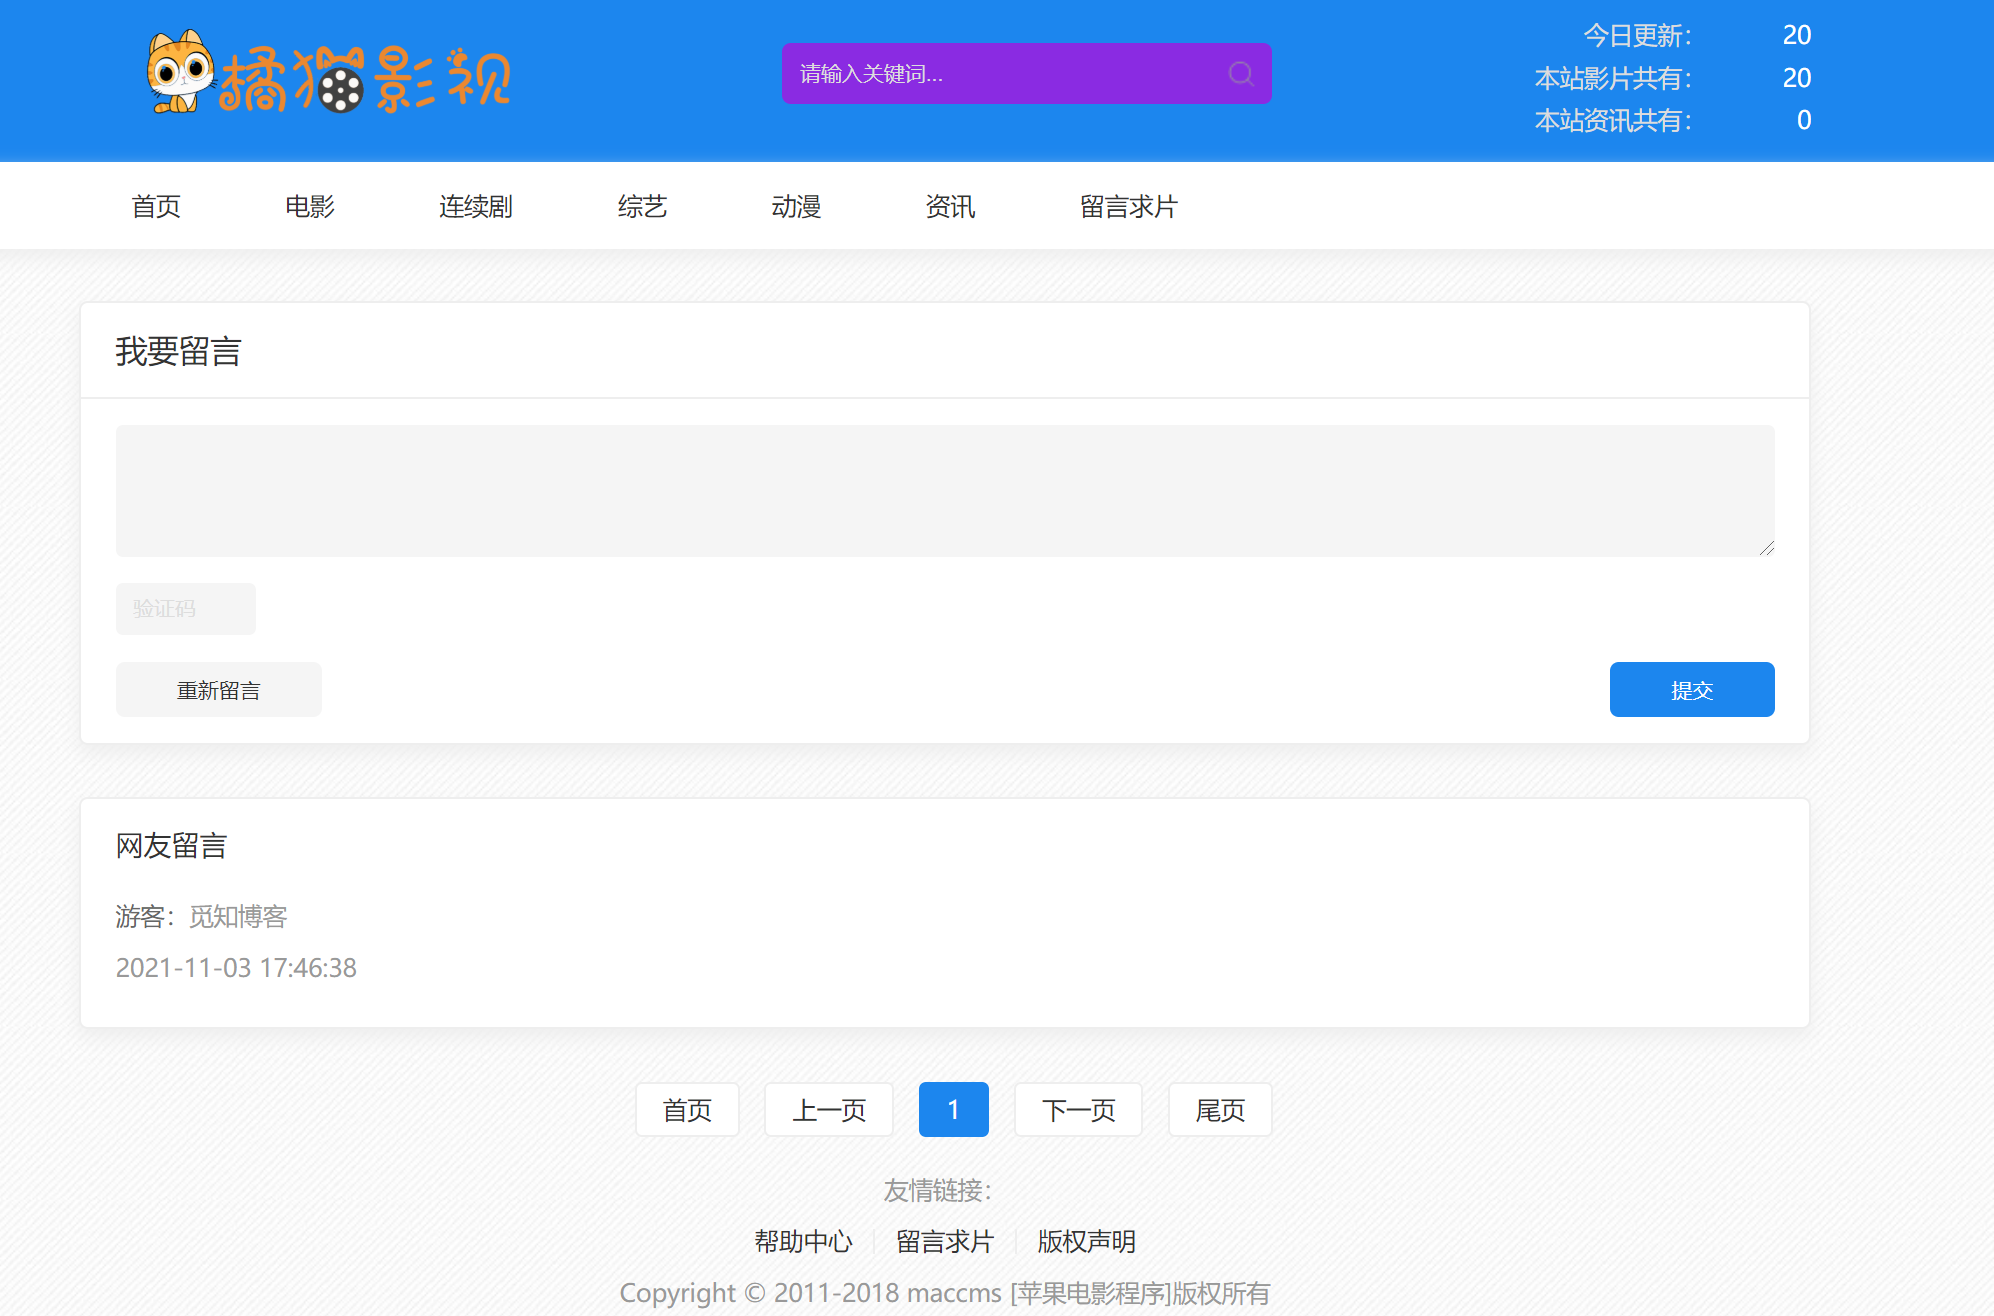 橘猫影视
请输入关键词...
今日更新： 20
本站影片共有： 20
本站资讯共有： 0
首页 电影 连续剧 综艺 动漫 资讯 留言求片
我要留言
验证码
重新留言 提交
网友留言
游客：觅知博客
2021-11-03 17:46:38
首页 上一页 1 下一页 尾页
友情链接：
帮助中心 留言求片 版权声明
Copyright © 2011-2018 maccms [苹果电影程序]版权所有